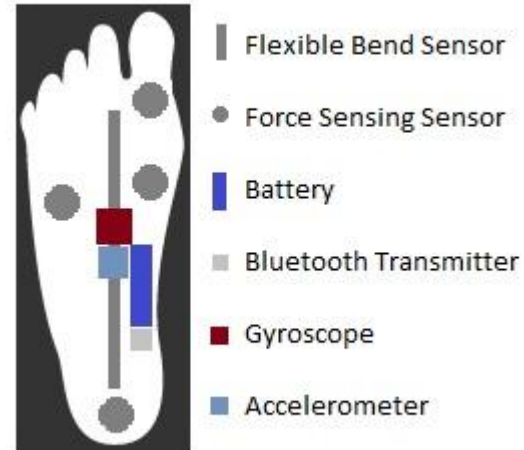 Flexible Bend Sensor
Force Sensing Sensor
Battery
Bluetooth Transmitter
Gyroscope
Accelerometer